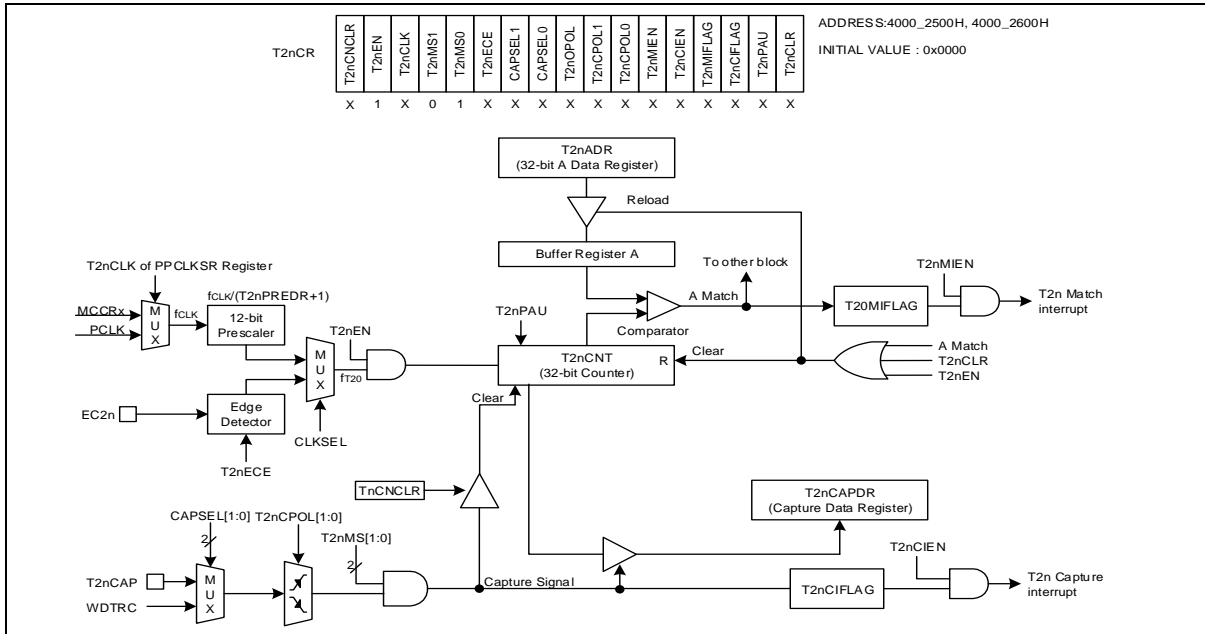 T2nCR
T2nCNCLR
T2nEN
T2nCLK
T2nMS1
T2nMS0
T2nECE
CAPSEL1
CAPSEL0
T2nOPOL
T2nCPOL1
T2nCPOL0
T2nMIEN
T2nCIEN
T2nMIFLAG
T2nCIFLAG
T2nPAU
T2nCLR
ADDRESS:4000_2500H, 4000_2600H
INITIAL VALUE : 0x0000
X 1 X 0 1 X X X X X X X X X X X X
T2nADR
(32-bit A Data Register)
Reload
Buffer Register A
To other block
T2nMIEN
T2nCLK of PPCLKSR Register
fCLK/(T2nPREDR+1)
A Match
T20MIFLAG
T2n Match
interrupt
MCCRx
PCLK
MUX
fCLK
12-bit
Prescaler
T2nPAU
Comparator
T2nEN
MUX
fT20
T2nCNT
(32-bit Counter)
R
Clear
A Match
T2nCLR
T2nEN
EC2n
Edge
Detector
CLKSEL
Clear
T2nECE
TnCNCLR
T2nCAPDR
(Capture Data Register)
CAPSEL[1:0]
T2nCPOL[1:0]
2
T2nMS[1:0]
2
T2nCIEN
T2nCAP
WDTRC
MUX
Capture Signal
T2nCIFLAG
T2n Capture
interrupt